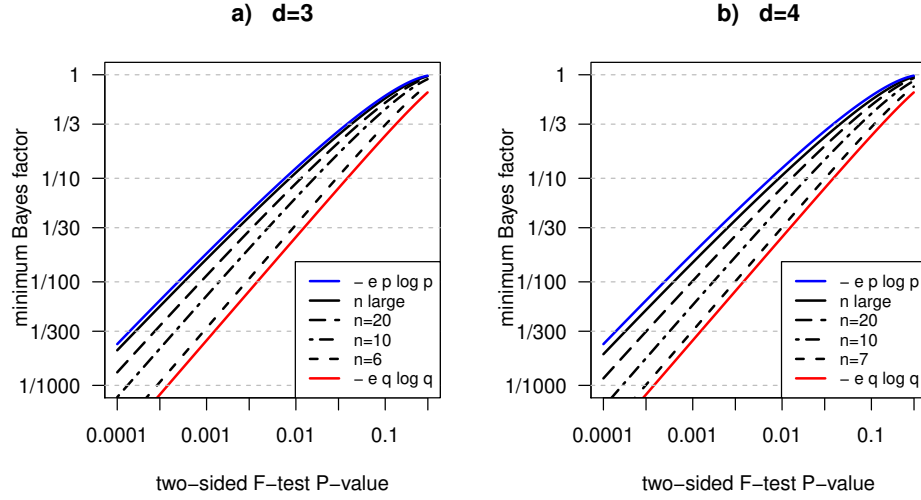 a) d=3
minimum Bayes factor
1
1/3
1/10
1/30
1/100
1/300
1/1000
− e p log p
n large
n=20
n=10
n=6
− e q log q
0.0001 0.001 0.01 0.1
two−sided F−test P−value
b) d=4
minimum Bayes factor
1
1/3
1/10
1/30
1/100
1/300
1/1000
− e p log p
n large
n=20
n=10
n=7
− e q log q
0.0001 0.001 0.01 0.1
two−sided F−test P−value